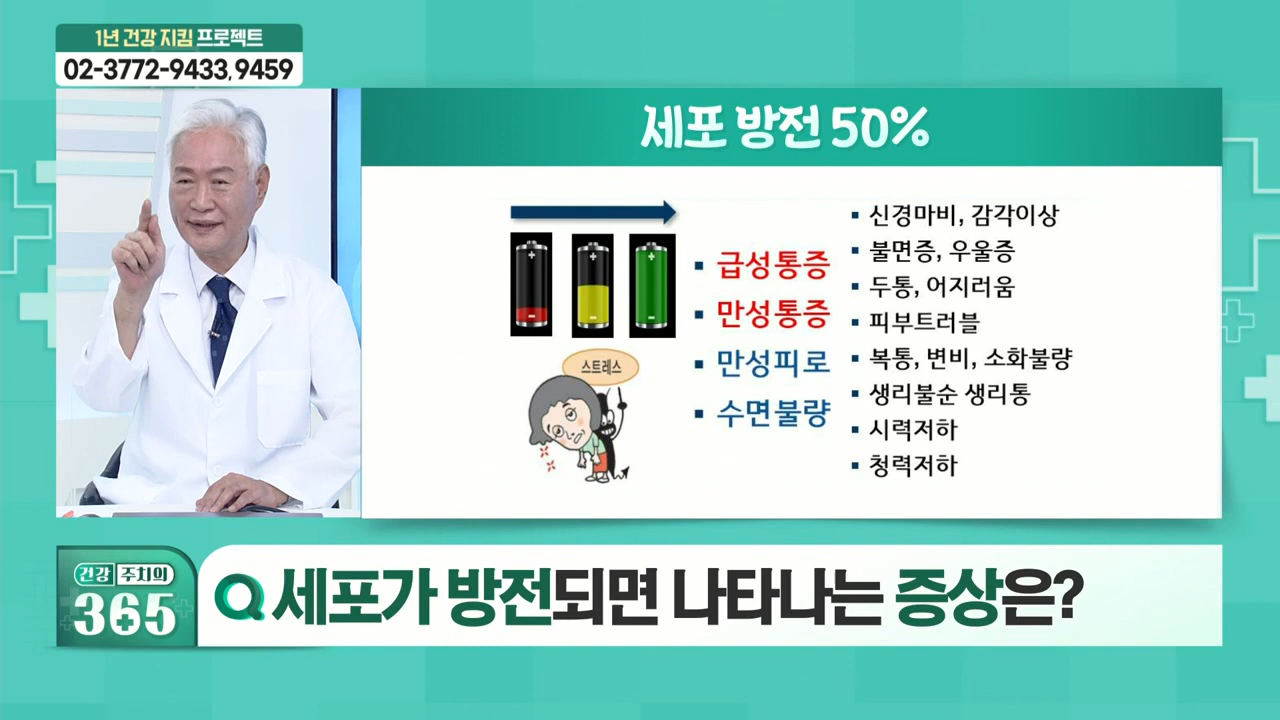 1년 건강 지킴 프로젝트
02-3772-9433, 9459
세포 방전 50%
급성통증
만성통증
만성피로
수면불량
스트레스
신경마비, 감각이상
불면증, 우울증
두통, 어지러움
피부트러블
복통, 변비, 소화불량
생리불순 생리통
시력저하
청력저하
건강 주치의
365
Q 세포가 방전되면 나타나는 증상은?